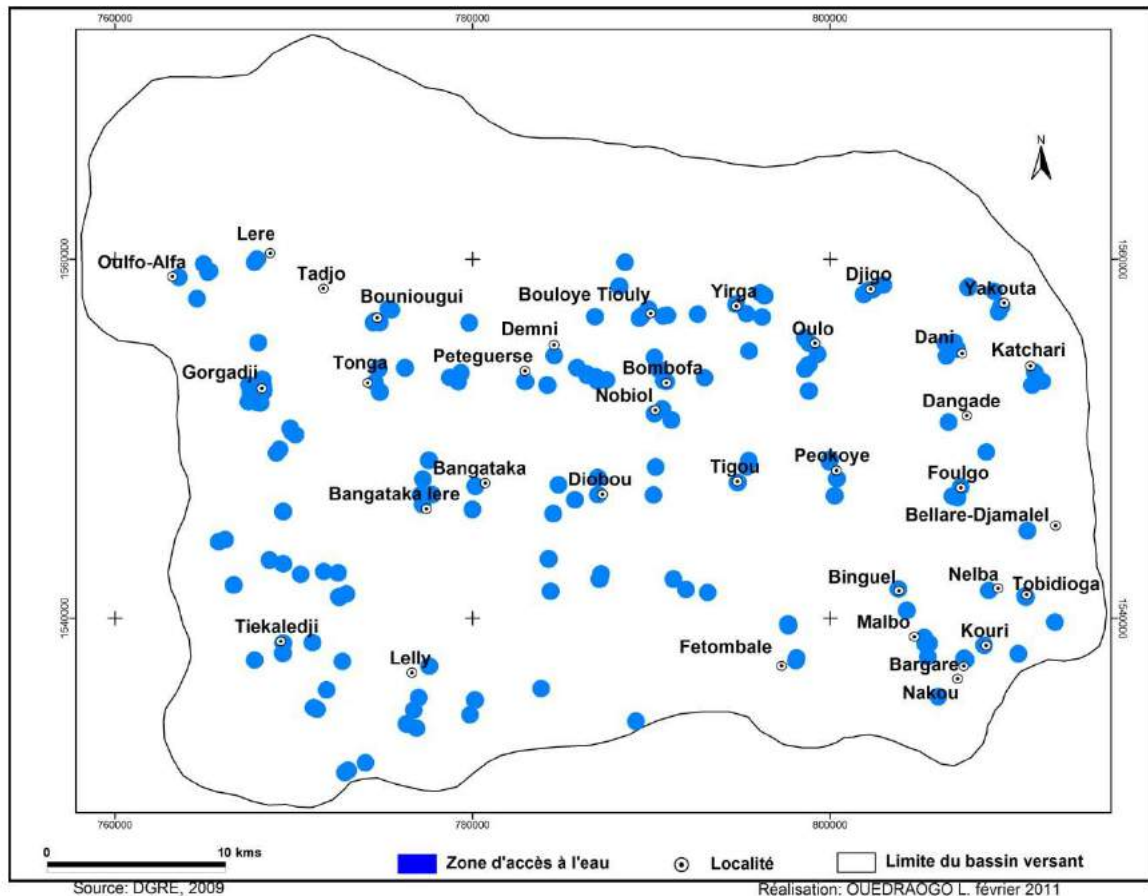 760000 780000 800000
N
1560000 1560000
Lere
Oulfo-Alfa
Tadjo
Djigo
Bouniougui
Bouloye Tiouly
Yirga
Yakouta
Demni
Oulo
Dani
Tonga
Peteguerse
Bombofa
Katchari
Gorgadji
Nobiol
Dangade
Bangataka
Diobou
Tigou
Peokoye
Foulgo
Bangataka lere
Bellare-Djamalel
Binguel
Nelba
Tobidioga
1540000 1540000
Tiekaledji
Malbo
Kouri
Lelly
Fetombale
Bargare
Nakou
760000 780000 800000
0 10 kms
Zone d'accès à l'eau
Localité
Limite du bassin versant
Source: DGRE, 2009
Réalisation: OUEDRAOGO L. février 2011